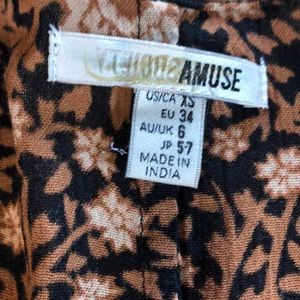 AMUSE
US/CA XS
EU 34
AU/UK 6
JP 5-7
MADE IN
INDIA